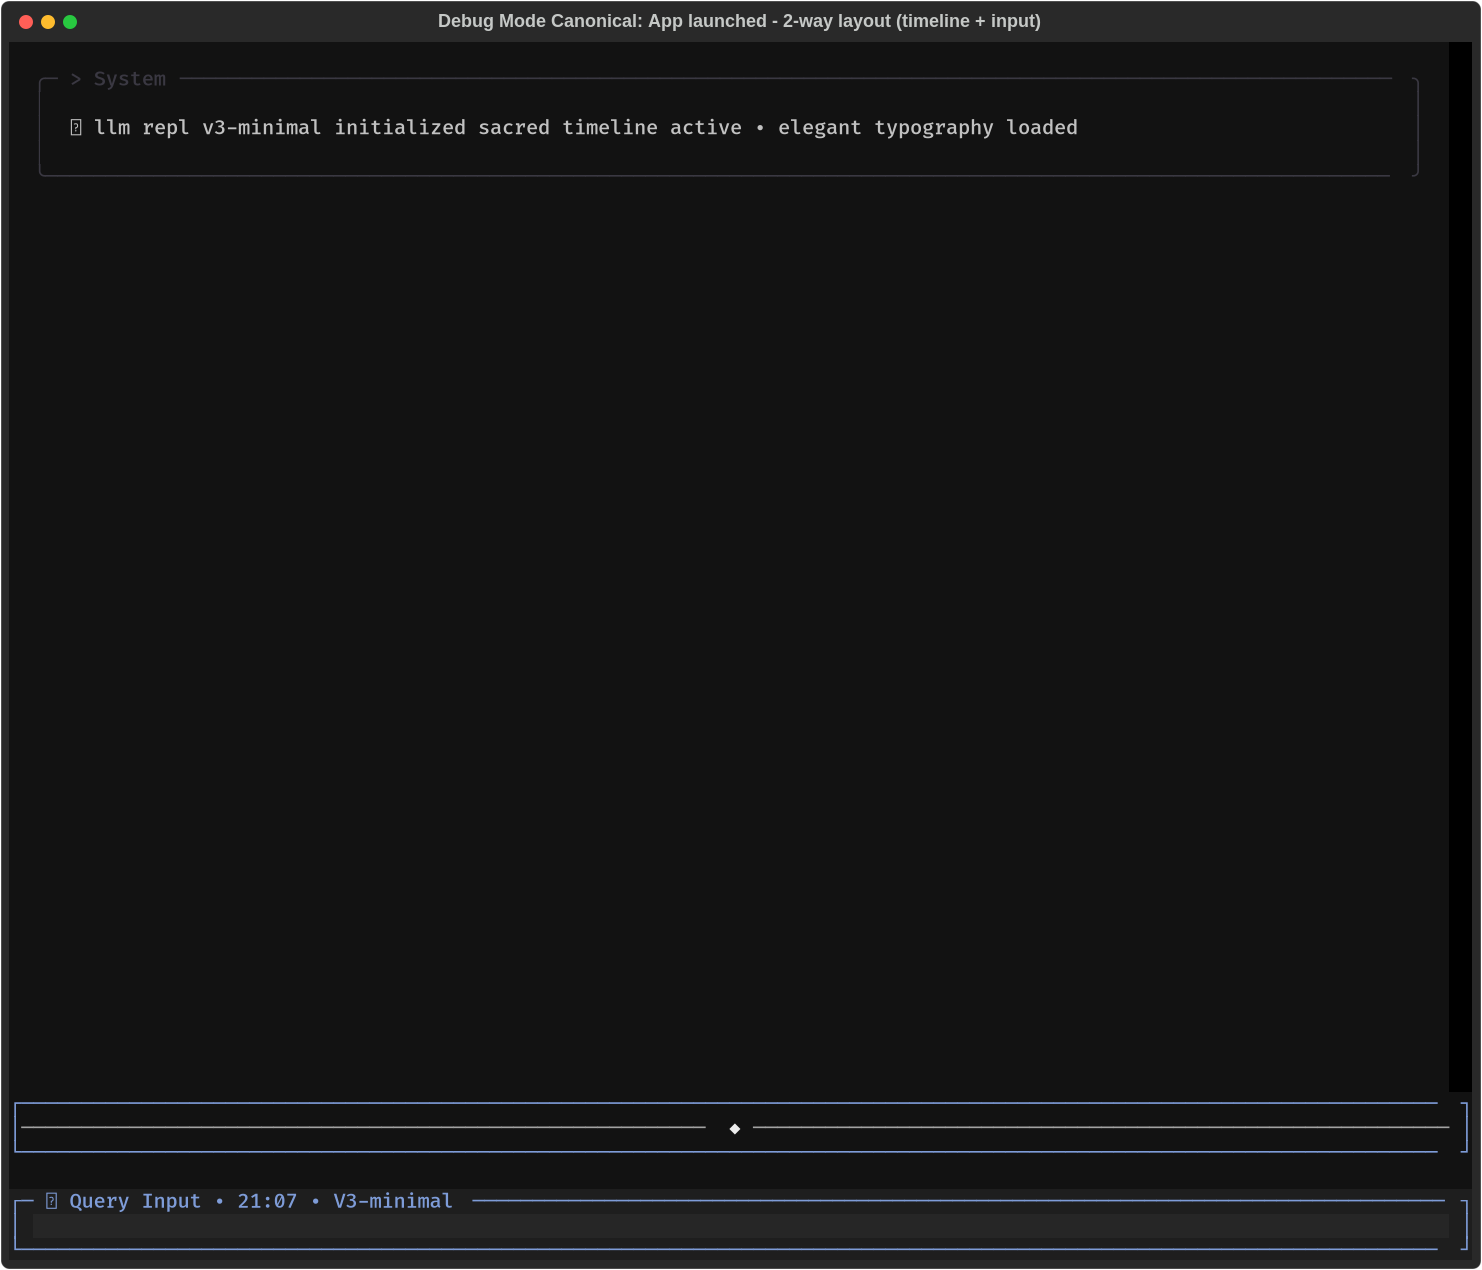 Debug Mode Canonical: App launched - 2-way layout (timeline + input)
> System
llm repl v3-minimal initialized sacred timeline active • elegant typography loaded
Query Input • 21:07 • V3-minimal